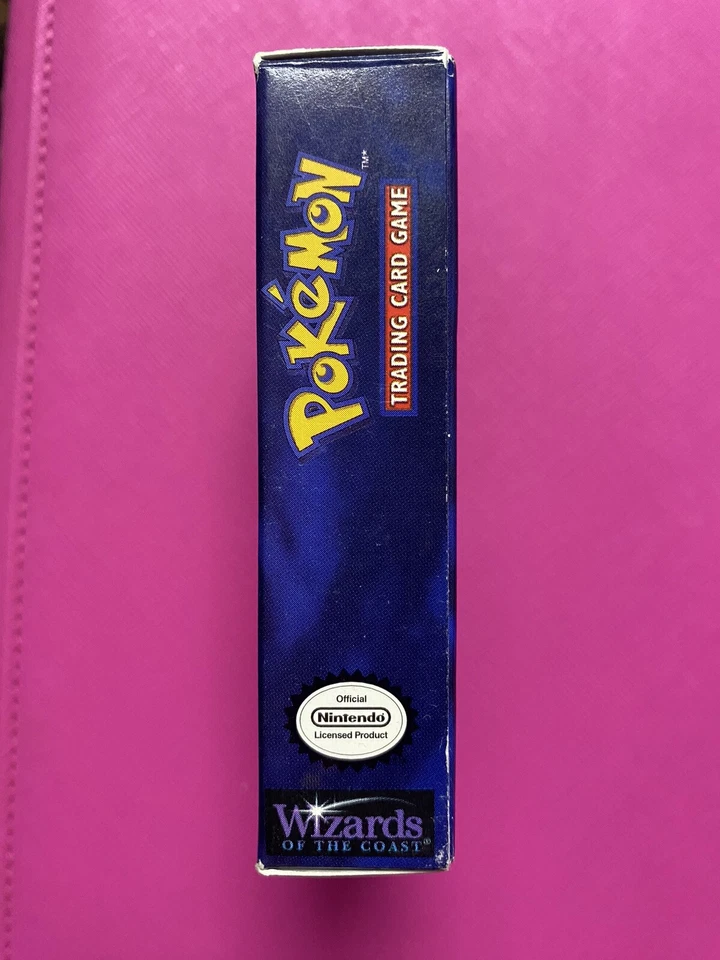 POKéMON™*
TRADING CARD GAME
Official
Nintendo®
Licensed Product
Wizards
OF THE COAST®